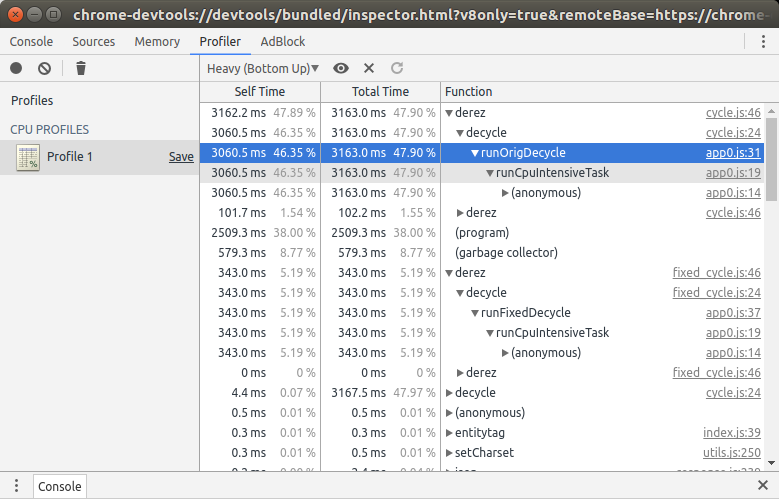 chrome-devtools://devtools/bundled/inspector.html?v8only=true&remoteBase=https://chrome-
Console Sources Memory Profiler AdBlock
Heavy (Bottom Up)▼
Profiles
CPU PROFILES
Profile 1 Save
Self Time Total Time Function
3162.2 ms 47.89 % 3163.0 ms 47.90 % derez cycle.js:46
3060.5 ms 46.35 % 3163.0 ms 47.90 % decycle cycle.js:24
3060.5 ms 46.35 % 3163.0 ms 47.90 % runOrigDecycle app0.js:31
3060.5 ms 46.35 % 3163.0 ms 47.90 % runCpuIntensiveTask app0.js:19
3060.5 ms 46.35 % 3163.0 ms 47.90 % (anonymous) app0.js:14
101.7 ms 1.54 % 102.2 ms 1.55 % derez cycle.js:46
2509.3 ms 38.00 % 2509.3 ms 38.00 % (program)
579.3 ms 8.77 % 579.3 ms 8.77 % (garbage collector)
343.0 ms 5.19 % 343.0 ms 5.19 % derez fixed_cycle.js:46
343.0 ms 5.19 % 343.0 ms 5.19 % decycle fixed_cycle.js:24
343.0 ms 5.19 % 343.0 ms 5.19 % runFixedDecycle app0.js:37
343.0 ms 5.19 % 343.0 ms 5.19 % runCpuIntensiveTask app0.js:19
343.0 ms 5.19 % 343.0 ms 5.19 % (anonymous) app0.js:14
0 ms 0 % 0 ms 0 % derez fixed_cycle.js:46
4.4 ms 0.07 % 3167.5 ms 47.97 % decycle cycle.js:24
0.5 ms 0.01 % 0.5 ms 0.01 % (anonymous)
0.3 ms 0.01 % 0.3 ms 0.01 % entitytag index.js:39
0.3 ms 0.01 % 0.5 ms 0.01 % setCharset utils.js:250
Console